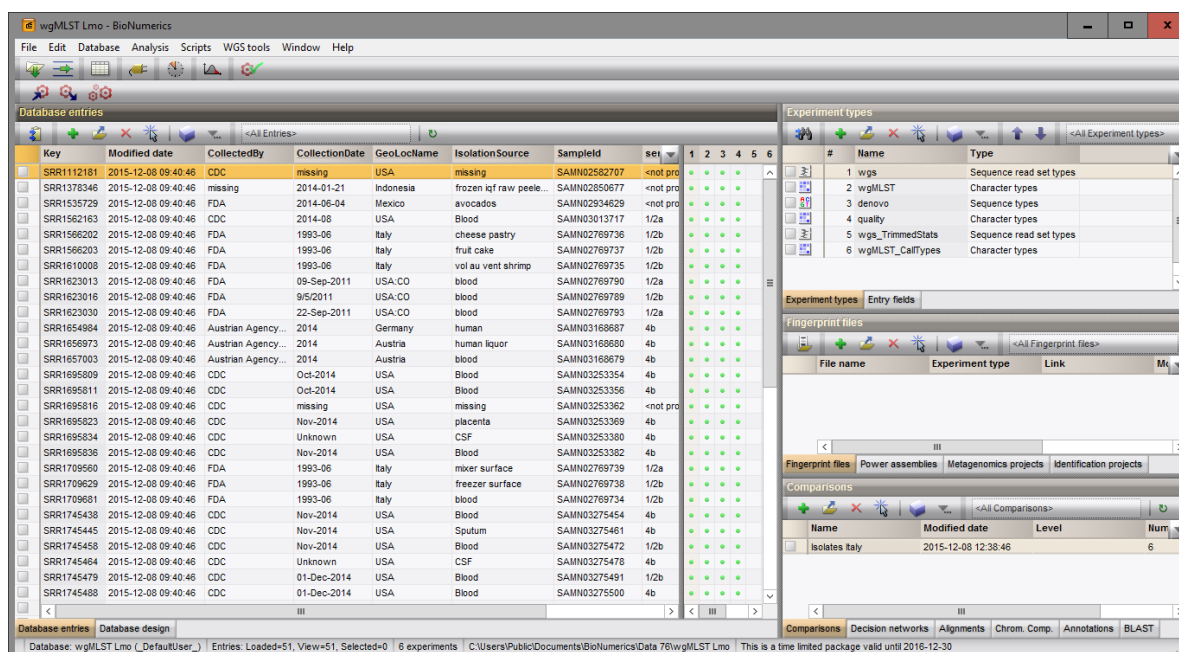 wgMLST Lmo - BioNumerics
File Edit Database Analysis Scripts WGS tools Window Help
Database entries
<All Entries>
Key Modified date CollectedBy CollectionDate GeoLocName IsolationSource SampleId ser 1 2 3 4 5 6
SRR1112181 2015-12-08 09:40:46 CDC missing USA missing SAMN02582707 <not pro
SRR1378346 2015-12-08 09:40:46 missing 2014-01-21 Indonesia frozen iqf raw peele... SAMN02850677 <not pro
SRR1535729 2015-12-08 09:40:46 FDA 2014-06-04 Mexico avocados SAMN02934629 <not pro
SRR1562163 2015-12-08 09:40:46 CDC 2014-08 USA Blood SAMN03013717 1/2a
SRR1566202 2015-12-08 09:40:46 FDA 1993-06 Italy cheese pastry SAMN02769736 1/2b
SRR1566203 2015-12-08 09:40:46 FDA 1993-06 Italy fruit cake SAMN02769737 1/2b
SRR1610008 2015-12-08 09:40:46 FDA 1993-06 Italy vol au vent shrimp SAMN02769735 1/2b
SRR1623013 2015-12-08 09:40:46 FDA 09-Sep-2011 USA:CO blood SAMN02769790 1/2a
SRR1623016 2015-12-08 09:40:46 FDA 9/5/2011 USA:CO blood SAMN02769789 1/2b
SRR1623030 2015-12-08 09:40:46 FDA 22-Sep-2011 USA:CO blood SAMN02769793 1/2a
SRR1654984 2015-12-08 09:40:46 Austrian Agency... 2014 Germany human SAMN03168687 4b
SRR1656973 2015-12-08 09:40:46 Austrian Agency... 2014 Austria human liquor SAMN03168680 4b
SRR1657003 2015-12-08 09:40:46 Austrian Agency... 2014 Austria blood SAMN03168679 4b
SRR1695809 2015-12-08 09:40:46 CDC Oct-2014 USA Blood SAMN03253354 4b
SRR1695811 2015-12-08 09:40:46 CDC Oct-2014 USA Blood SAMN03253356 4b
SRR1695816 2015-12-08 09:40:46 CDC missing USA missing SAMN03253362 <not pro
SRR1695823 2015-12-08 09:40:46 CDC Nov-2014 USA placenta SAMN03253369 4b
SRR1695834 2015-12-08 09:40:46 CDC Unknown USA CSF SAMN03253380 4b
SRR1695836 2015-12-08 09:40:46 CDC Nov-2014 USA Blood SAMN03253382 4b
SRR1709560 2015-12-08 09:40:46 FDA 1993-06 Italy mixer surface SAMN02769739 1/2a
SRR1709629 2015-12-08 09:40:46 FDA 1993-06 Italy freezer surface SAMN02769738 1/2b
SRR1709681 2015-12-08 09:40:46 FDA 1993-06 Italy blood SAMN02769734 1/2b
SRR1745438 2015-12-08 09:40:46 CDC Nov-2014 USA Blood SAMN03275454 4b
SRR1745445 2015-12-08 09:40:46 CDC Nov-2014 USA Sputum SAMN03275461 4b
SRR1745458 2015-12-08 09:40:46 CDC Nov-2014 USA Blood SAMN03275472 1/2b
SRR1745464 2015-12-08 09:40:46 CDC Unknown USA CSF SAMN03275478 4b
SRR1745479 2015-12-08 09:40:46 CDC 01-Dec-2014 USA Blood SAMN03275491 1/2b
SRR1745488 2015-12-08 09:40:46 CDC 01-Dec-2014 USA Blood SAMN03275500 4b
Database entries Database design
Experiment types
<All Experiment types>
# Name Type
1 wgs Sequence read set types
2 wgMLST Character types
3 denovo Sequence types
4 quality Character types
5 wgs_TrimmedStats Sequence read set types
6 wgMLST_CallTypes Character types
Experiment types Entry fields
Fingerprint files
<All Fingerprint files>
File name Experiment type Link Mo
Fingerprint files Power assemblies Metagenomics projects Identification projects
Comparisons
<All Comparisons>
Name Modified date Level Num
Isolates Italy 2015-12-08 12:38:46 6
Comparisons Decision networks Alignments Chrom. Comp. Annotations BLAST
Database: wgMLST Lmo (_DefaultUser_) Entries: Loaded=51, View=51, Selected=0 6 experiments C:\Users\Public\Documents\BioNumerics\Data 76\wgMLST Lmo This is a time limited package valid until 2016-12-30